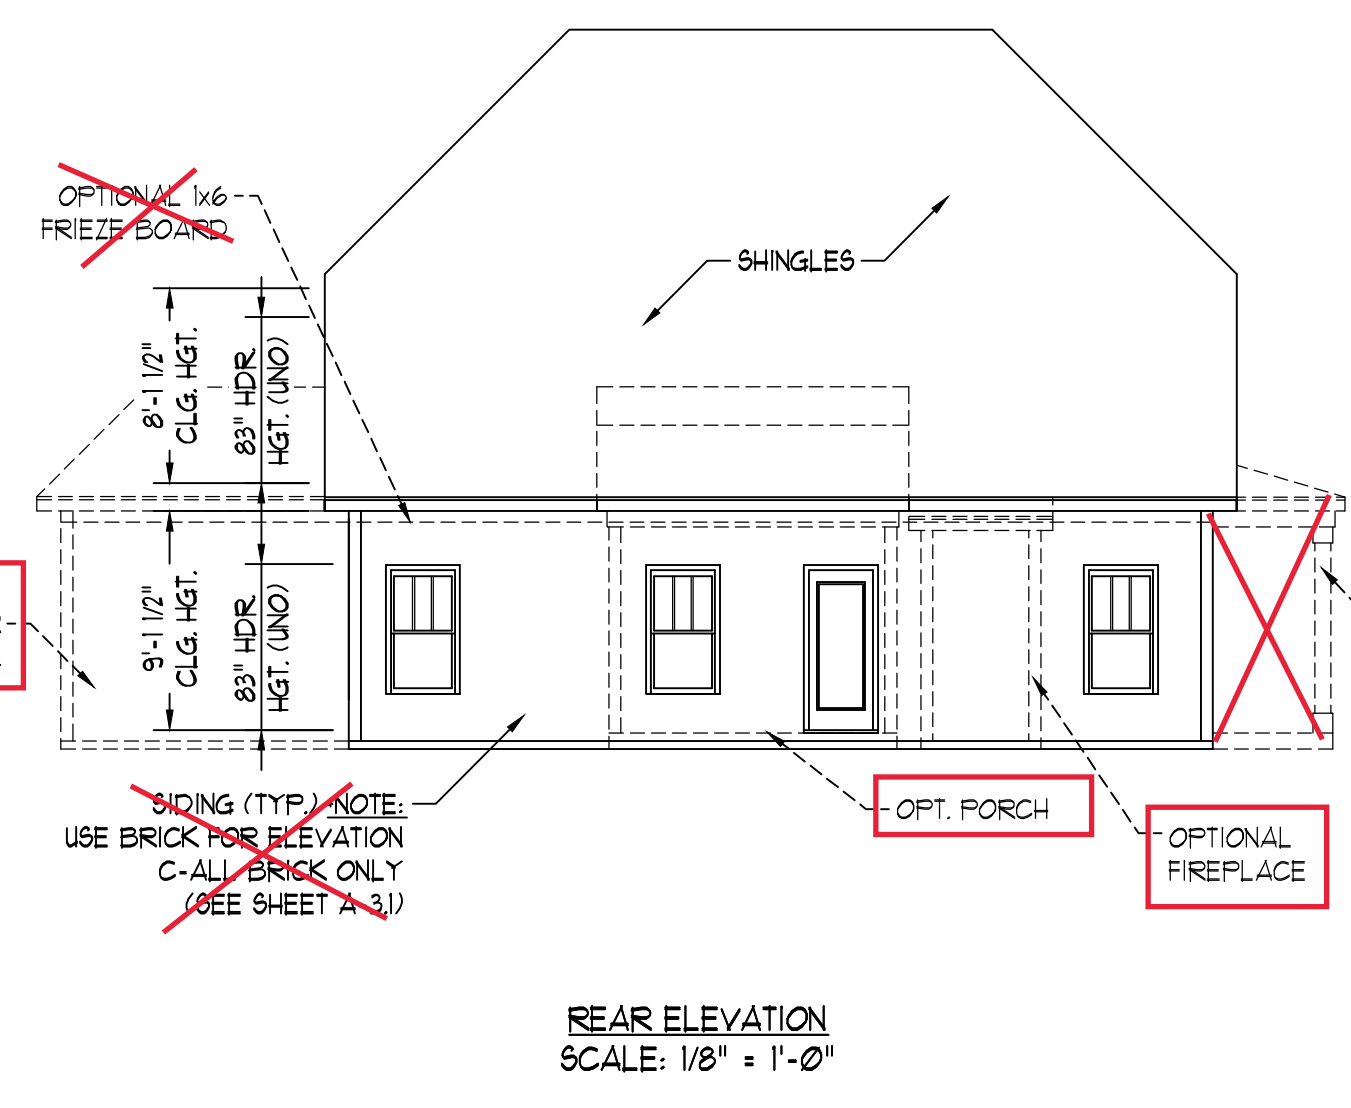 OPTIONAL 1x6
FRIEZE BOARD
SHINGLES
8'-1 1/2"
CLG. HGT.
83" HDR.
HGT. (UNO)
9'-1 1/2"
CLG. HGT.
83" HDR.
HGT. (UNO)
SIDING (TYP.) NOTE:
USE BRICK FOR ELEVATION
C-ALL BRICK ONLY
(SEE SHEET A-3.1)
OPT. PORCH
OPTIONAL
FIREPLACE
REAR ELEVATION
SCALE: 1/8" = 1'-0"